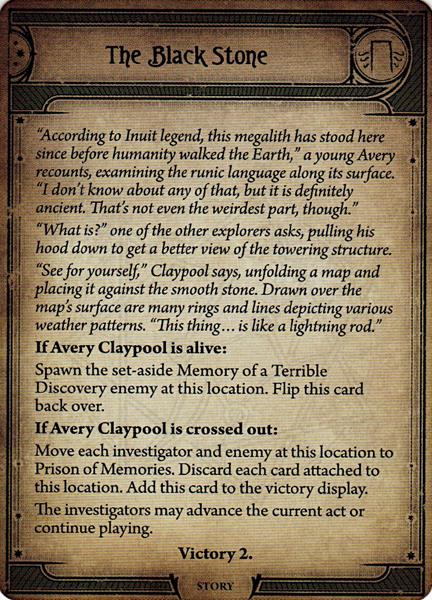 The Black Stone
“According to Inuit legend, this megalith has stood here
since before humanity walked the Earth,” a young Avery
recounts, examining the runic language along its surface.
“I don’t know about any of that, but it is definitely
ancient. That’s not even the weirdest part, though.”
“What is?” one of the other explorers asks, pulling his
hood down to get a better view of the towering structure.
“See for yourself,” Claypool says, unfolding a map and
placing it against the smooth stone. Drawn over the
map’s surface are many rings and lines depicting various
weather patterns. “This thing… is like a lightning rod.”
If Avery Claypool is alive:
Spawn the set-aside Memory of a Terrible
Discovery enemy at this location. Flip this card
back over.
If Avery Claypool is crossed out:
Move each investigator and enemy at this location to
Prison of Memories. Discard each card attached to
this location. Add this card to the victory display.
The investigators may advance the current act or
continue playing.
Victory 2.
STORY